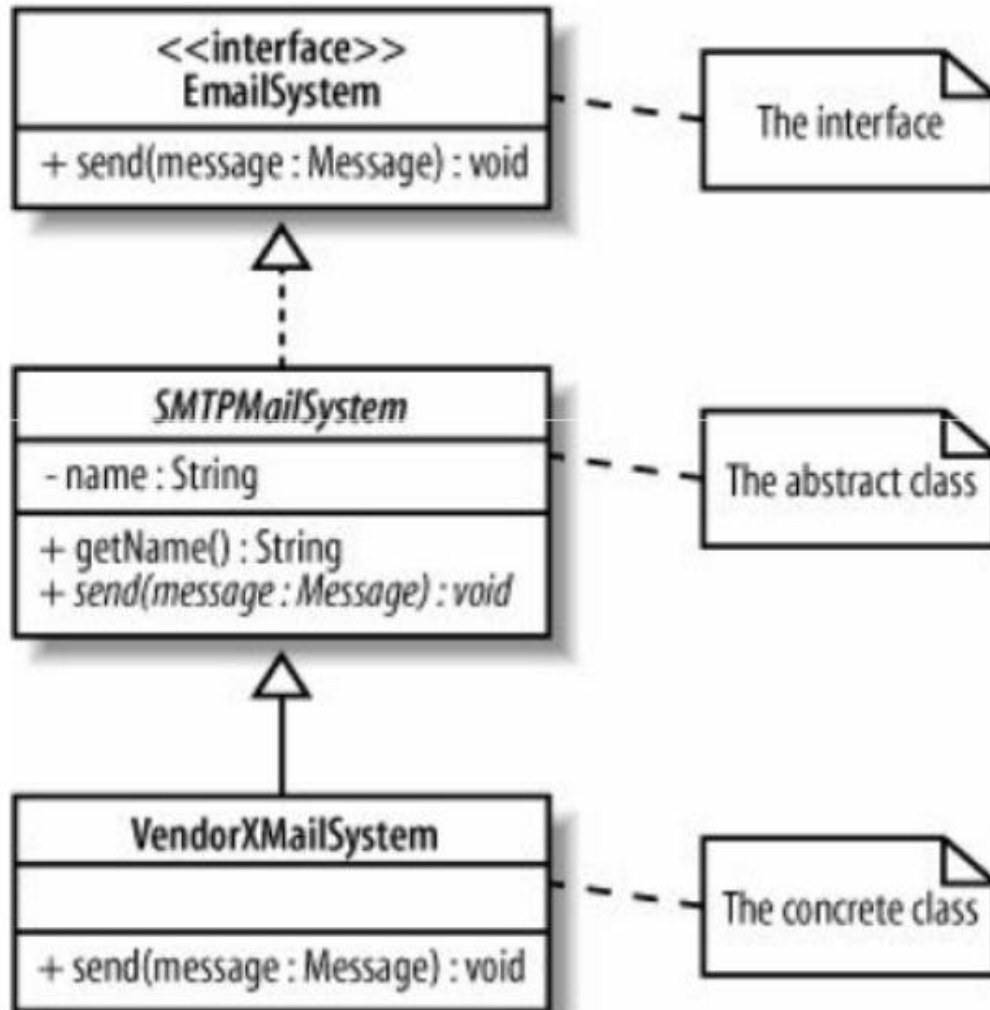 <<interface>>
EmailSystem
+ send(message : Message) : void
The interface
SMTPMailSystem
- name : String
+ getName() : String
+ send(message : Message) : void
The abstract class
VendorXMailSystem
+ send(message : Message) : void
The concrete class